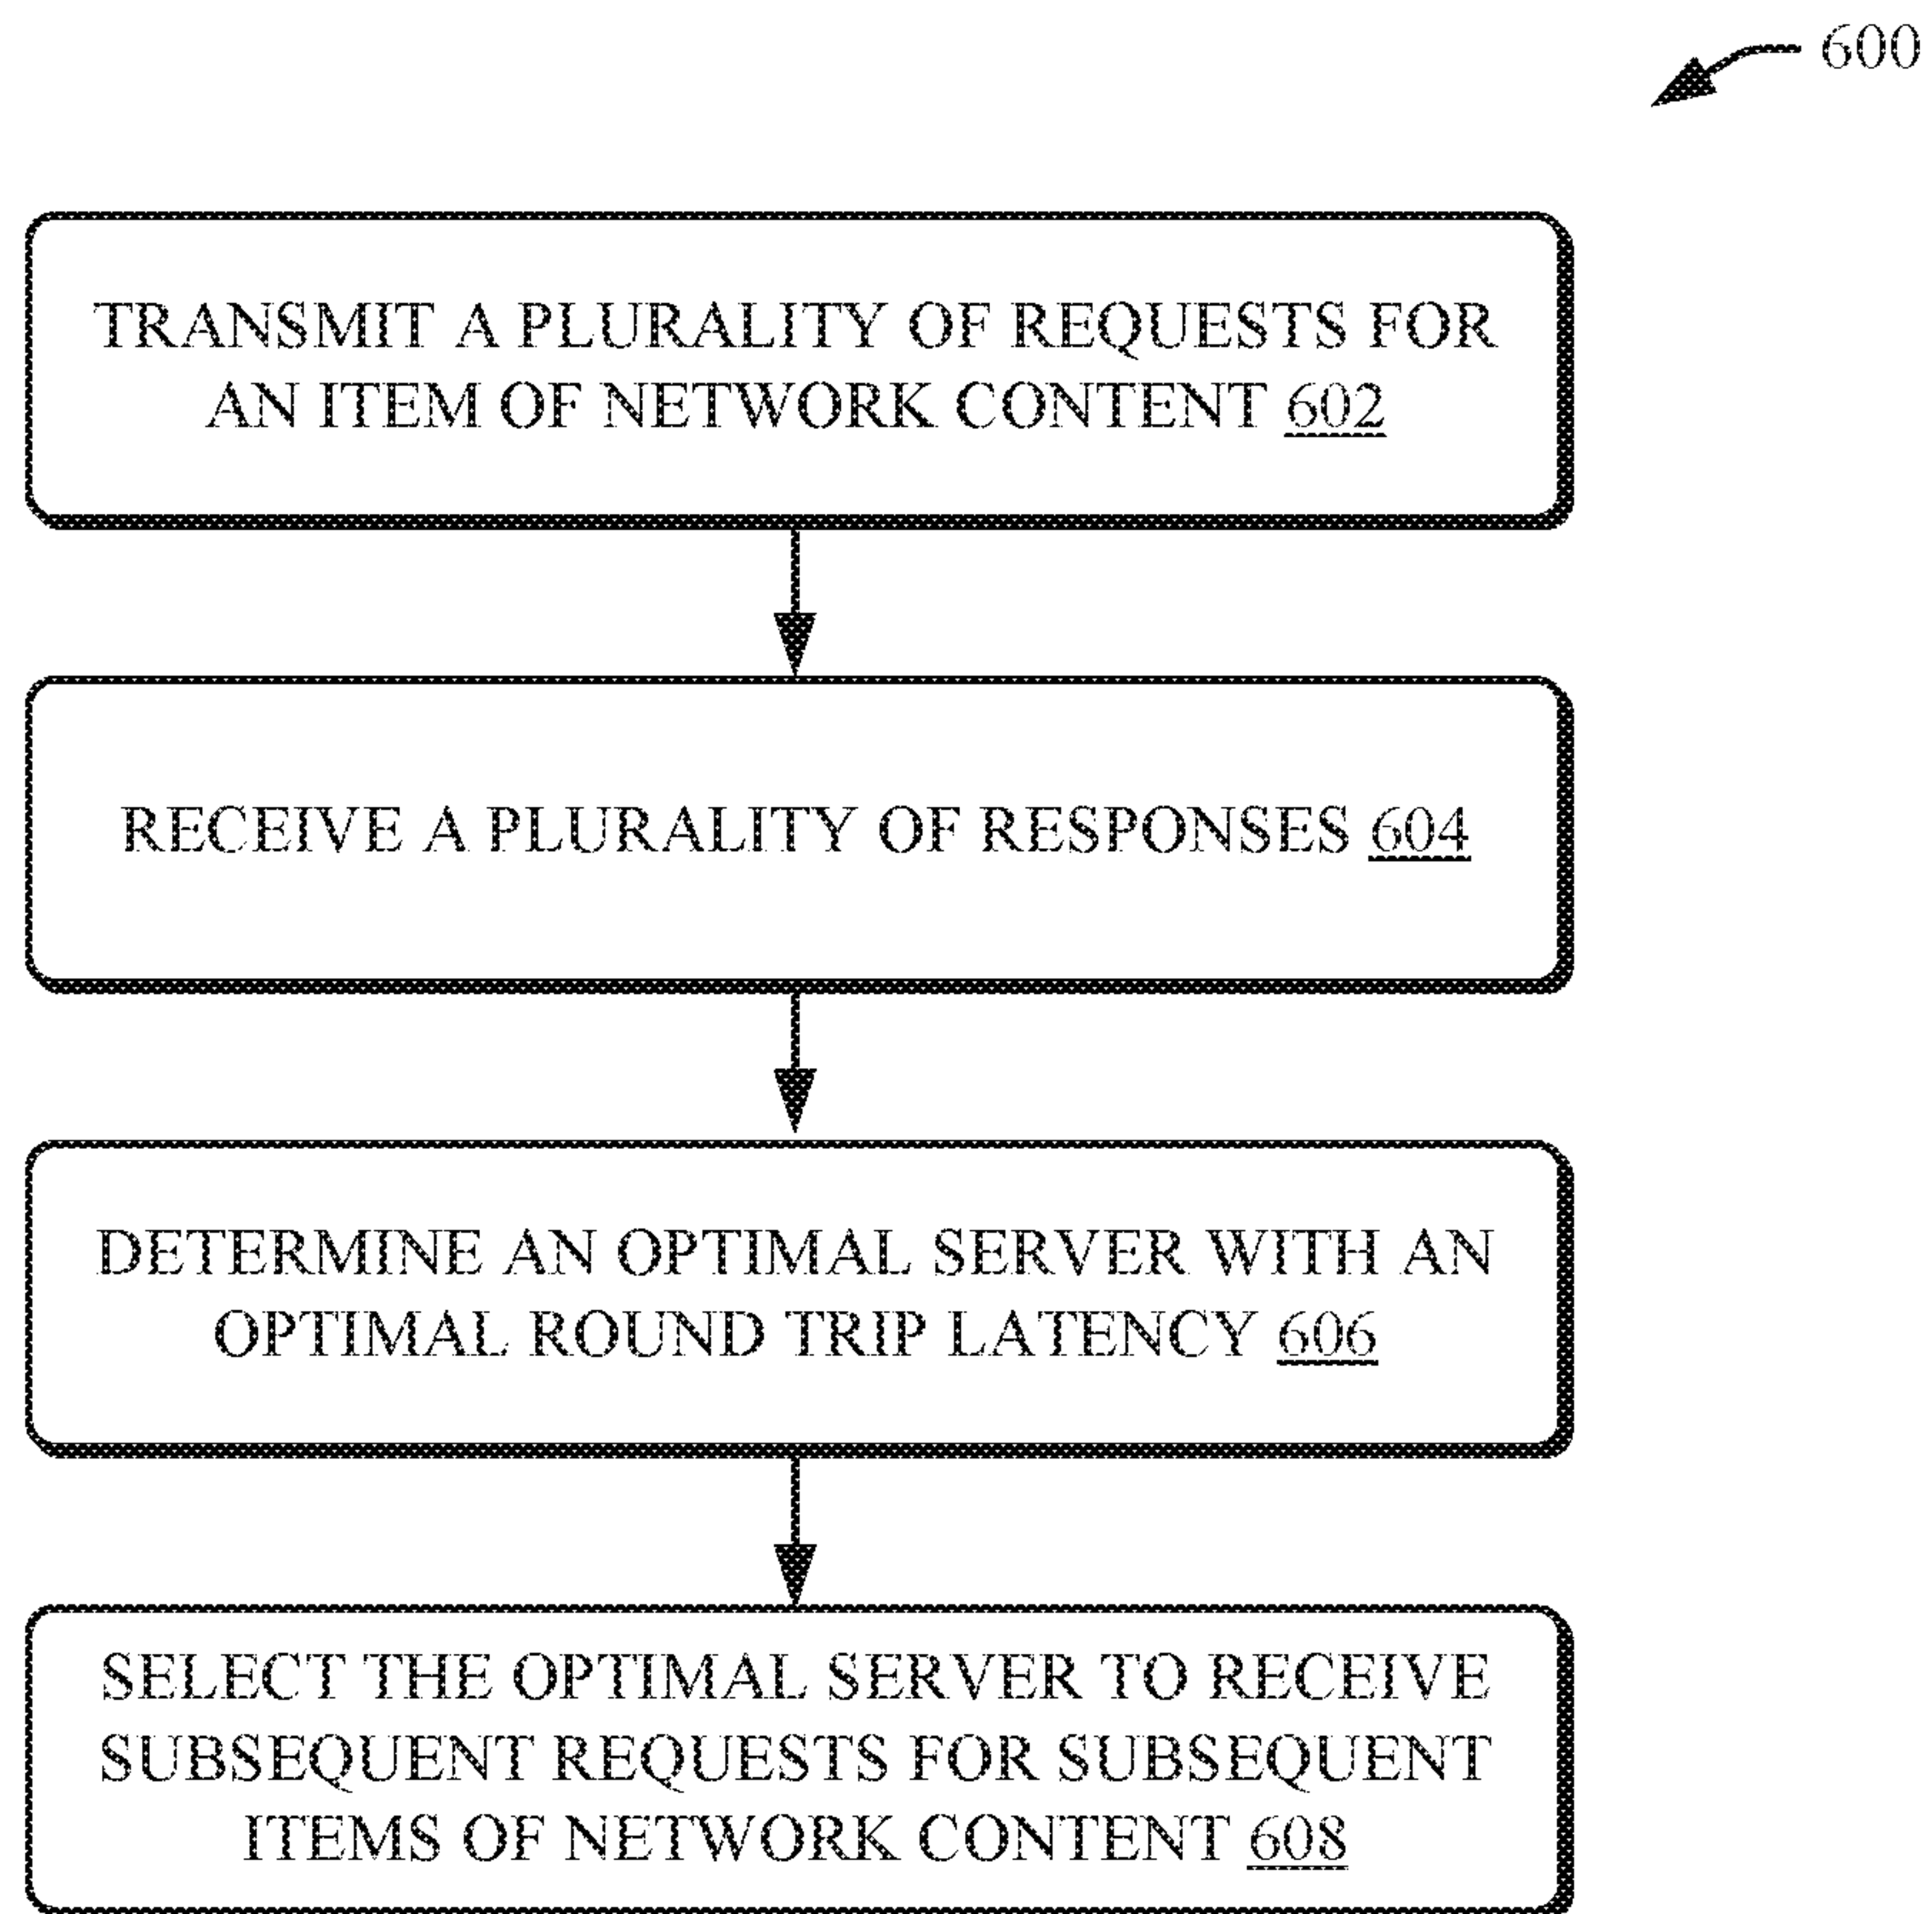 600
TRANSMIT A PLURALITY OF REQUESTS FOR
AN ITEM OF NETWORK CONTENT 602
RECEIVE A PLURALITY OF RESPONSES 604
DETERMINE AN OPTIMAL SERVER WITH AN
OPTIMAL ROUND TRIP LATENCY 606
SELECT THE OPTIMAL SERVER TO RECEIVE
SUBSEQUENT REQUESTS FOR SUBSEQUENT
ITEMS OF NETWORK CONTENT 608